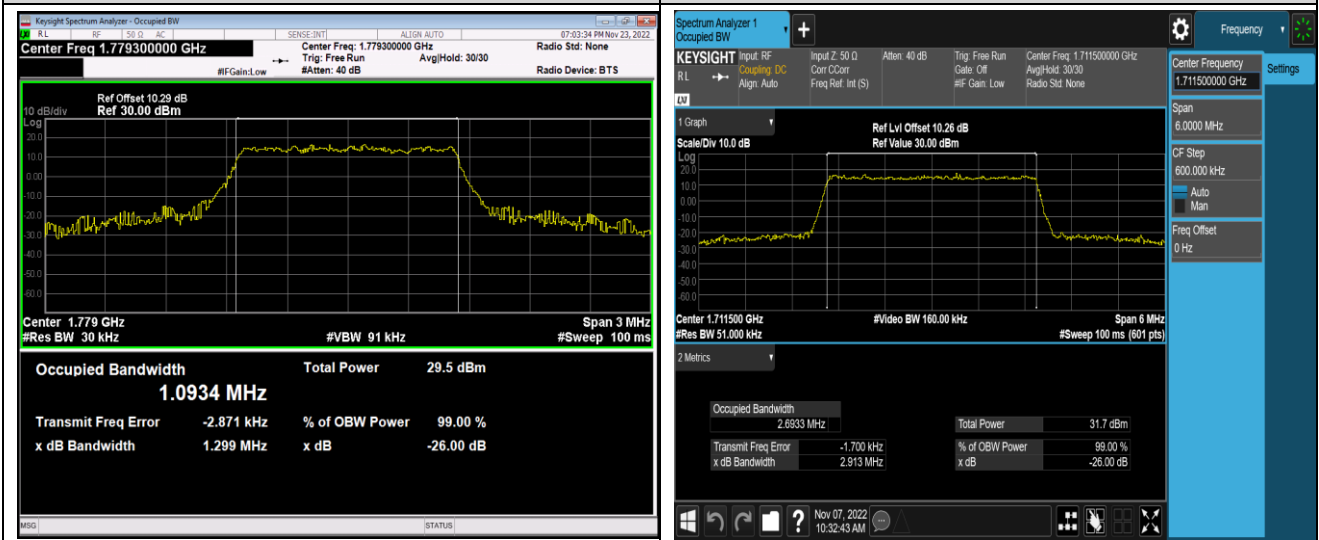 Keysight Spectrum Analyzer - Occupied BW
RL RF 50 Ω AC SENSE:INT ALIGN AUTO 07:03:34 PM Nov 23, 2022
Center Freq 1.779300000 GHz
Center Freq: 1.779300000 GHz
Radio Std: None
Trig: Free Run Avg|Hold: 30/30
#IFGain:Low #Atten: 40 dB Radio Device: BTS
Ref Offset 10.29 dB
10 dB/div Ref 30.00 dBm
Log
20.0
10.0
0.00
-10.0
-20.0
-30.0
-40.0
-50.0
-60.0
Center 1.779 GHz Span 3 MHz
#Res BW 30 kHz #VBW 91 kHz #Sweep 100 ms
Occupied Bandwidth Total Power 29.5 dBm
1.0934 MHz
Transmit Freq Error -2.871 kHz % of OBW Power 99.00 %
x dB Bandwidth 1.299 MHz x dB -26.00 dB
MSG STATUS
Spectrum Analyzer 1
Occupied BW
+
Frequency
KEYSIGHT Input: RF Input Z: 50 Ω Atten: 40 dB Trig: Free Run Center Freq: 1.711500000 GHz
RL Coupling: DC Corr CCorr Gate: Off Avg|Hold: 30/30
Align: Auto Freq Ref: Int (S) #IF Gain: Low Radio Std: None
LXI
Center Frequency
1.711500000 GHz
Settings
Span
6.0000 MHz
CF Step
600.000 kHz
Auto
Man
Freq Offset
0 Hz
1 Graph
Ref Lvl Offset 10.26 dB
Scale/Div 10.0 dB Ref Value 30.00 dBm
Log
20.0
10.0
0.00
-10.0
-20.0
-30.0
-40.0
-50.0
-60.0
Center 1.711500 GHz #Video BW 160.00 kHz Span 6 MHz
#Res BW 51.000 kHz #Sweep 100 ms (601 pts)
2 Metrics
Occupied Bandwidth
2.6933 MHz
Total Power 31.7 dBm
Transmit Freq Error -1.700 kHz % of OBW Power 99.00 %
x dB Bandwidth 2.913 MHz x dB -26.00 dB
?
Nov 07, 2022
10:32:43 AM